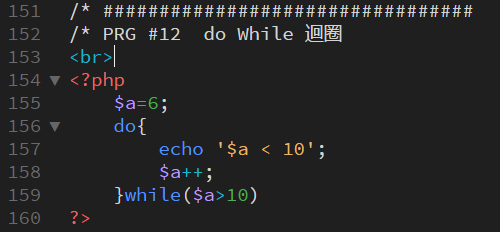 151 /* #################################
152 /* PRG #12  do While 迴圈
153 <br>
154 ▼ <?php
155     $a=6;
156 ▼     do{
157         echo '$a < 10';
158         $a++;
159     }while($a>10)
160 ?>